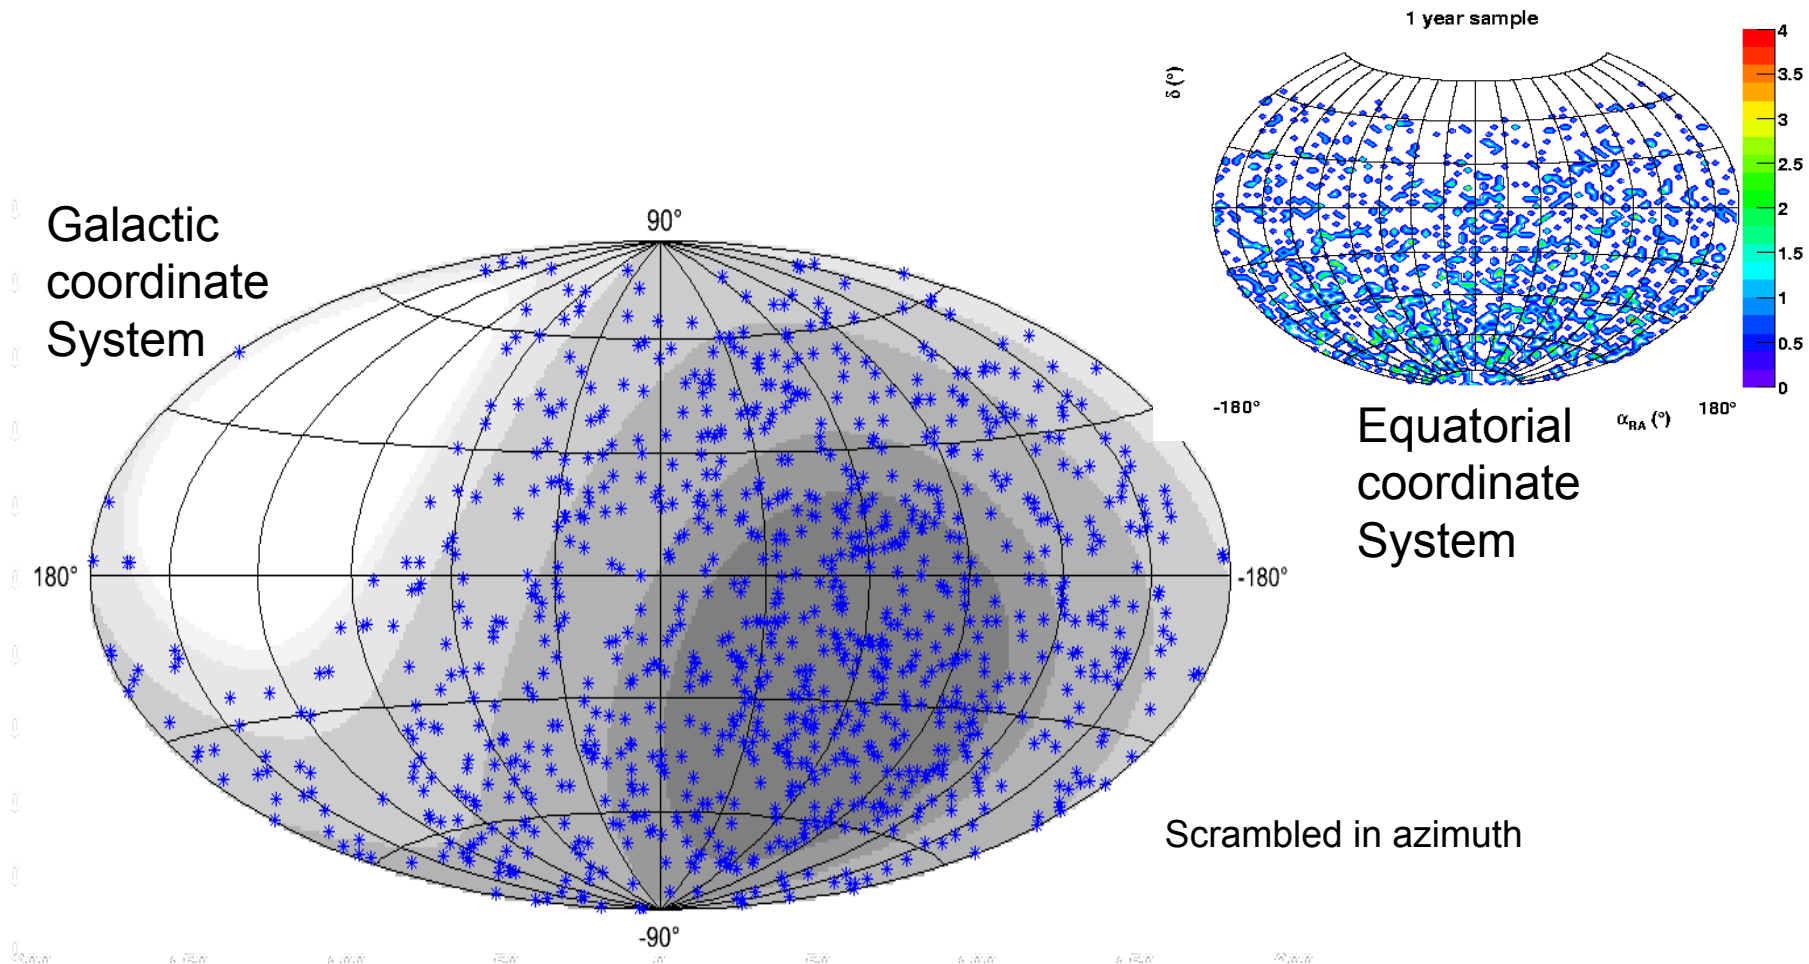 1 year sample
δ (°)
4
3.5
3
2.5
2
1.5
1
0.5
0
-180°
α_RA (°)
180°
Equatorial
coordinate
System
Galactic
coordinate
System
90°
180°
-180°
-90°
Scrambled in azimuth